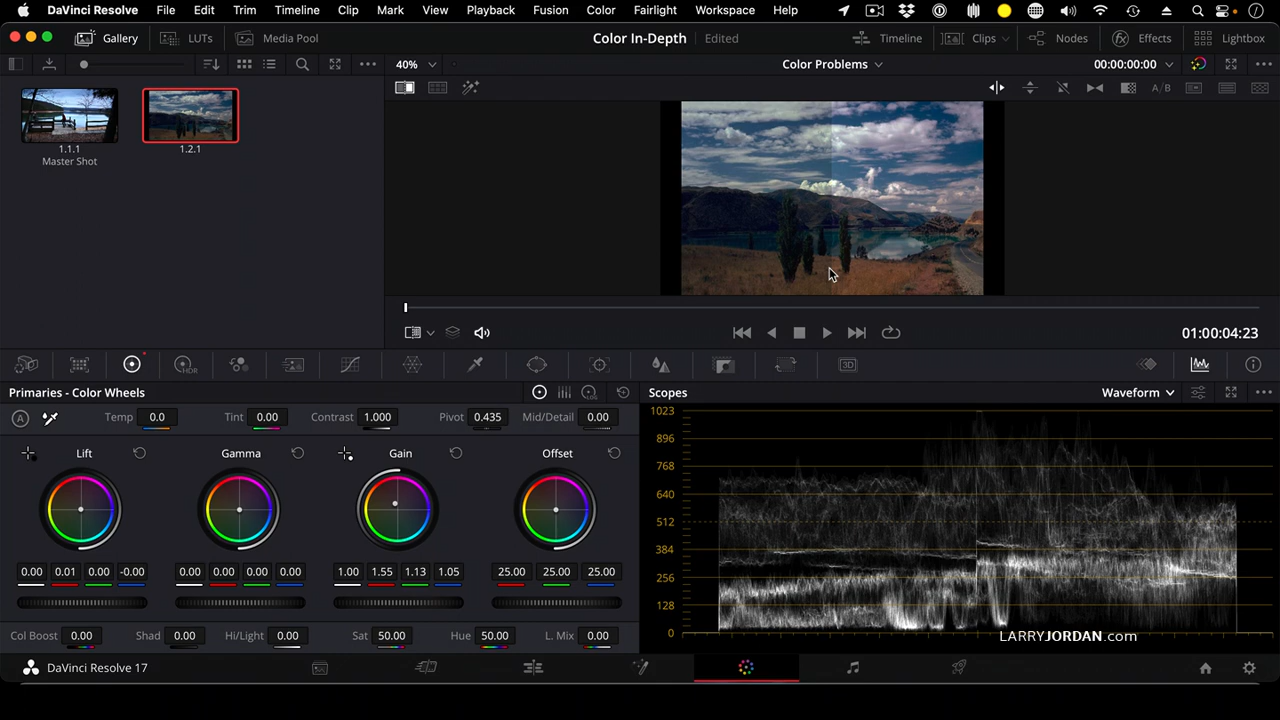 DaVinci Resolve File Edit Trim Timeline Clip Mark View Playback Fusion Color Fairlight Workspace Help
Gallery LUTs Media Pool Color In-Depth Edited Timeline Clips Nodes Effects Lightbox
40% Color Problems 00:00:00:00
A/B
1.1.1 1.2.1
Master Shot
01:00:04:23
HDR 3D
Primaries - Color Wheels LOG Scopes Waveform
A Temp 0.0 Tint 0.00 Contrast 1.000 Pivot 0.435 Mid/Detail 0.00
Lift Gamma Gain Offset
0.00 0.01 0.00 -0.00 0.00 0.00 0.00 0.00 1.00 1.55 1.13 1.05 25.00 25.00 25.00
Col Boost 0.00 Shad 0.00 Hi/Light 0.00 Sat 50.00 Hue 50.00 L. Mix 0.00
1023
896
768
640
512
384
256
128
0
LARRYJORDAN.com
DaVinci Resolve 17